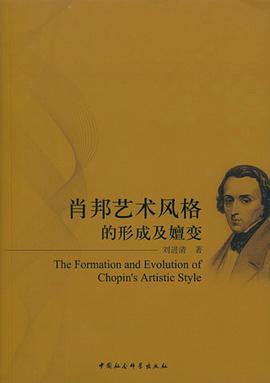 肖邦艺术风格
的形成及嬗变
刘进清 著
The Formation and Evolution of
Chopin's Artistic Style
中国社会科学出版社